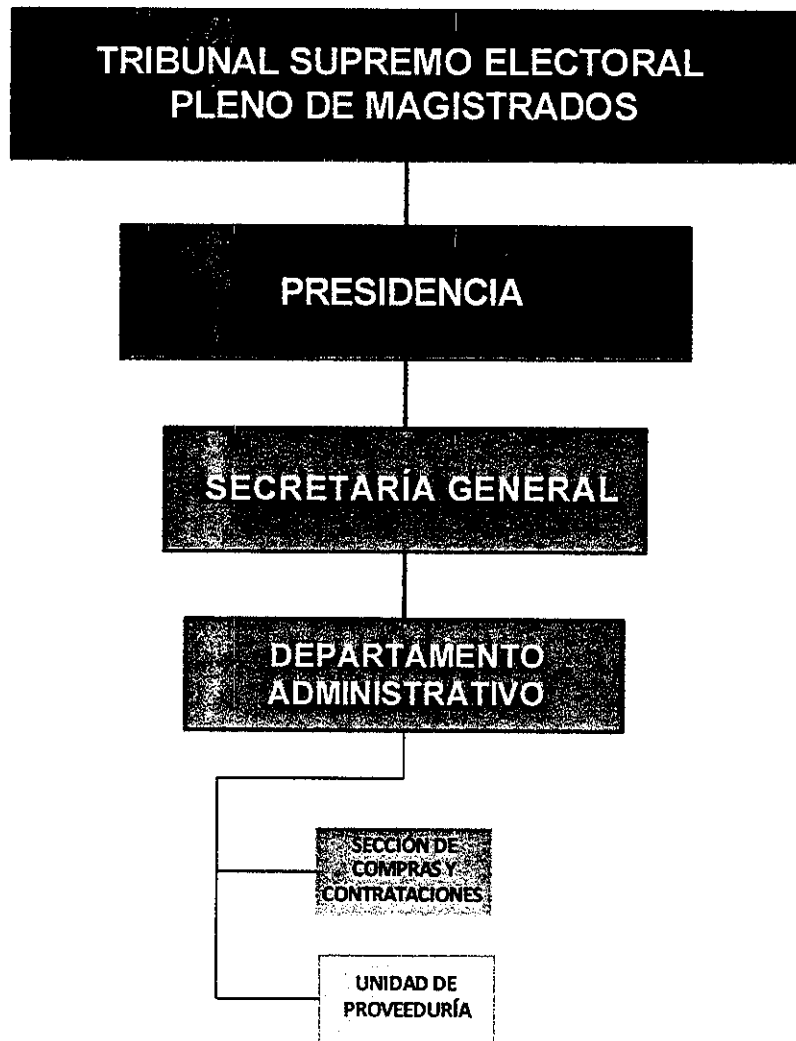 TRIBUNAL SUPREMO ELECTORAL
PLENO DE MAGISTRADOS
PRESIDENCIA
SECRETARÍA GENERAL
DEPARTAMENTO
ADMINISTRATIVO
SECCIÓN DE
COMPRAS Y
CONTRATACIONES
UNIDAD DE
PROVEEDURÍA